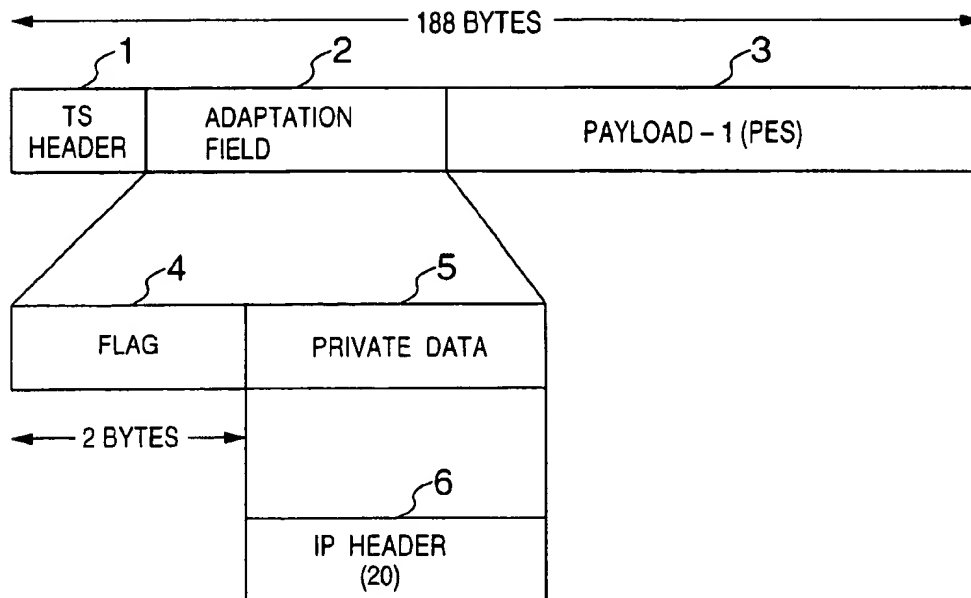 188 BYTES
1 2 3
TS HEADER
ADAPTATION FIELD
PAYLOAD – 1 (PES)
4 5
FLAG
PRIVATE DATA
2 BYTES
6
IP HEADER
(20)